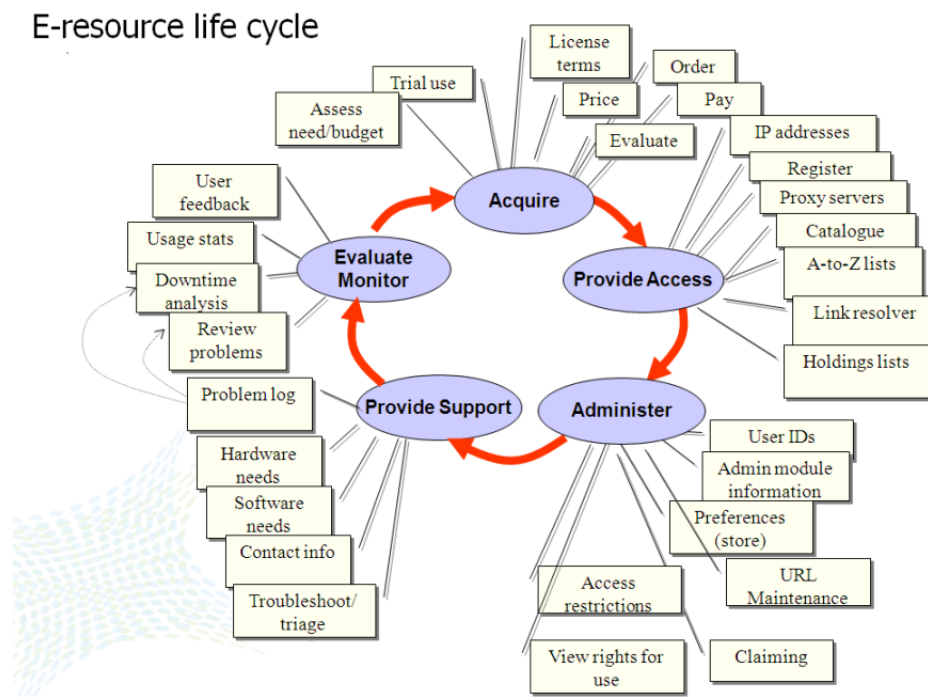 E-resource life cycle
License
terms
Order
Trial use
Price
Pay
Assess
need/budget
Evaluate
IP addresses
Register
Proxy servers
Catalogue
A-to-Z lists
Link resolver
Holdings lists
Acquire
Provide Access
Administer
Provide Support
Evaluate
Monitor
User
feedback
Usage stats
Downtime
analysis
Review
problems
Problem log
Hardware
needs
Software
needs
Contact info
Troubleshoot/
triage
User IDs
Admin module
information
Preferences
(store)
URL
Maintenance
Access
restrictions
View rights for
use
Claiming